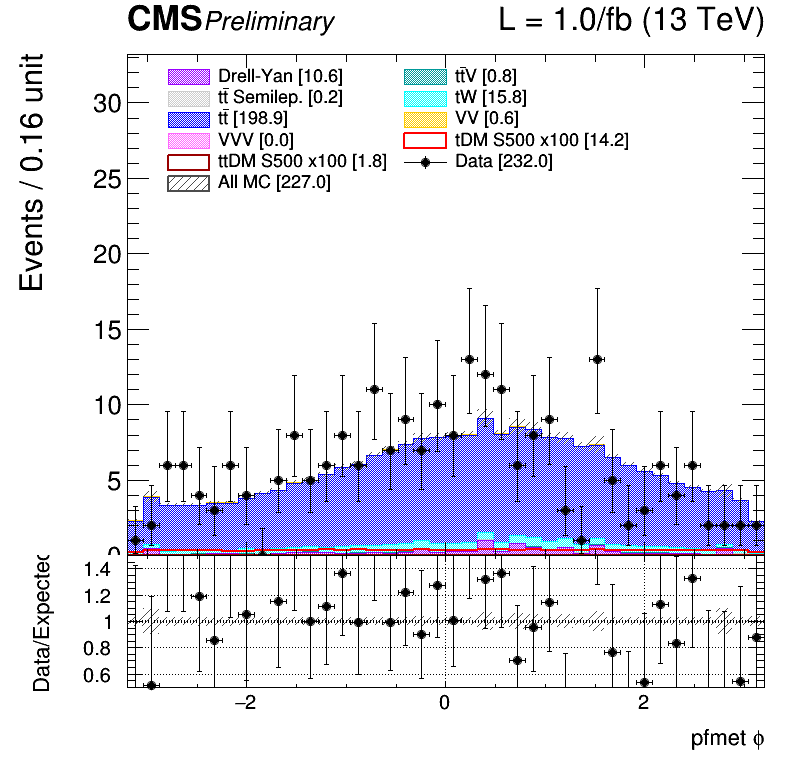 CMS Preliminary L = 1.0/fb (13 TeV)
Events / 0.16 unit
Drell-Yan [10.6] tt̄V [0.8]
tt̄ Semilep. [0.2] tW [15.8]
tt̄ [198.9] VV [0.6]
VVV [0.0] tDM S500 x100 [14.2]
ttDM S500 x100 [1.8] Data [232.0]
All MC [227.0]
30
25
20
15
10
5
0
Data/Expected
1.4
1.2
1
0.8
0.6
−2 0 2
pfmet ϕ